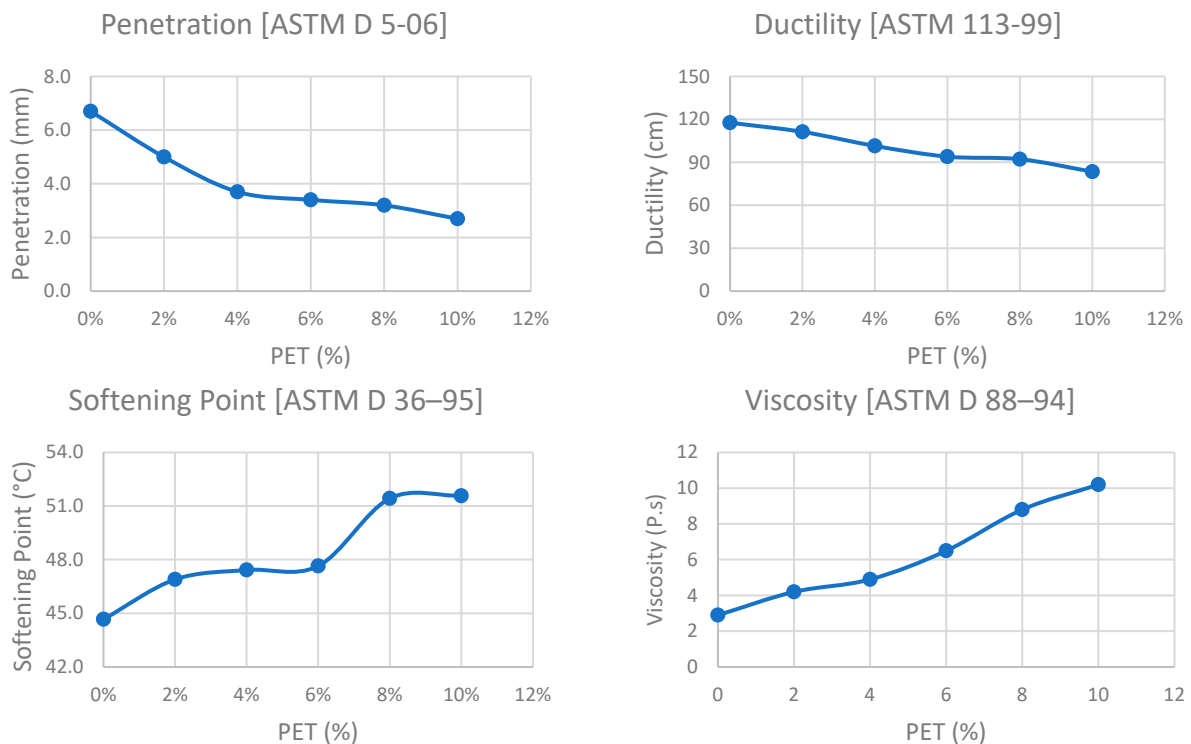 Penetration [ASTM D 5-06]
Penetration (mm)
8.0
6.0
4.0
2.0
0.0
0% 2% 4% 6% 8% 10% 12%
PET (%)
Ductility [ASTM 113-99]
Ductility (cm)
150
120
90
60
30
0
0% 2% 4% 6% 8% 10% 12%
PET (%)
Softening Point [ASTM D 36–95]
Softening Point (°C)
54.0
51.0
48.0
45.0
42.0
0% 2% 4% 6% 8% 10% 12%
PET (%)
Viscosity [ASTM D 88–94]
Viscosity (P.s)
12
10
8
6
4
2
0
0 2 4 6 8 10 12
PET (%)